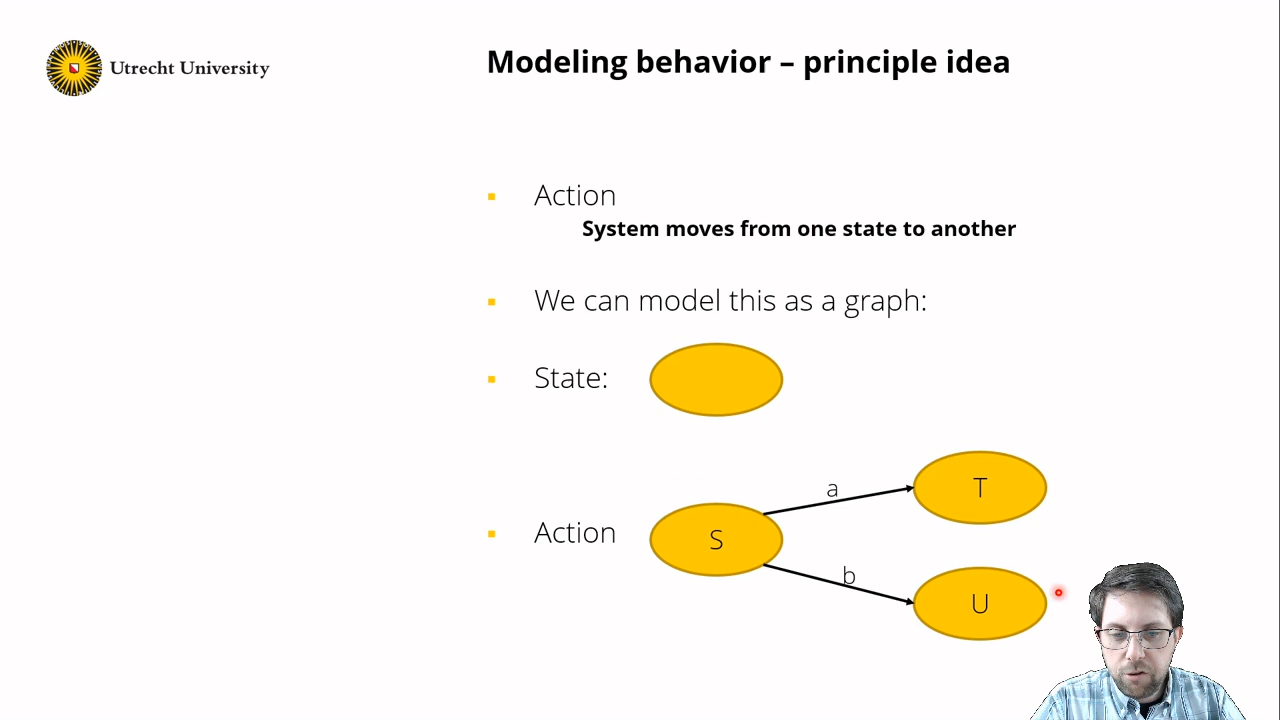 Utrecht University
Modeling behavior – principle idea
Action
System moves from one state to another
We can model this as a graph:
State:
Action
S
a
T
b
U